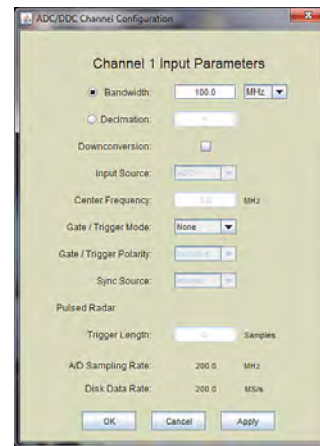 ADC/DDC Channel Configuration
Channel 1 Input Parameters
Bandwidth: 100.0 MHz
Decimation:
Downconversion:
Input Source:
Center Frequency: MHz
Gate / Trigger Mode: None
Gate / Trigger Polarity:
Sync Source:
Pulsed Radar
Trigger Length: Samples
A/D Sampling Rate: 200.0 MHz
Disk Data Rate: 200.0 MS/s
OK Cancel Apply